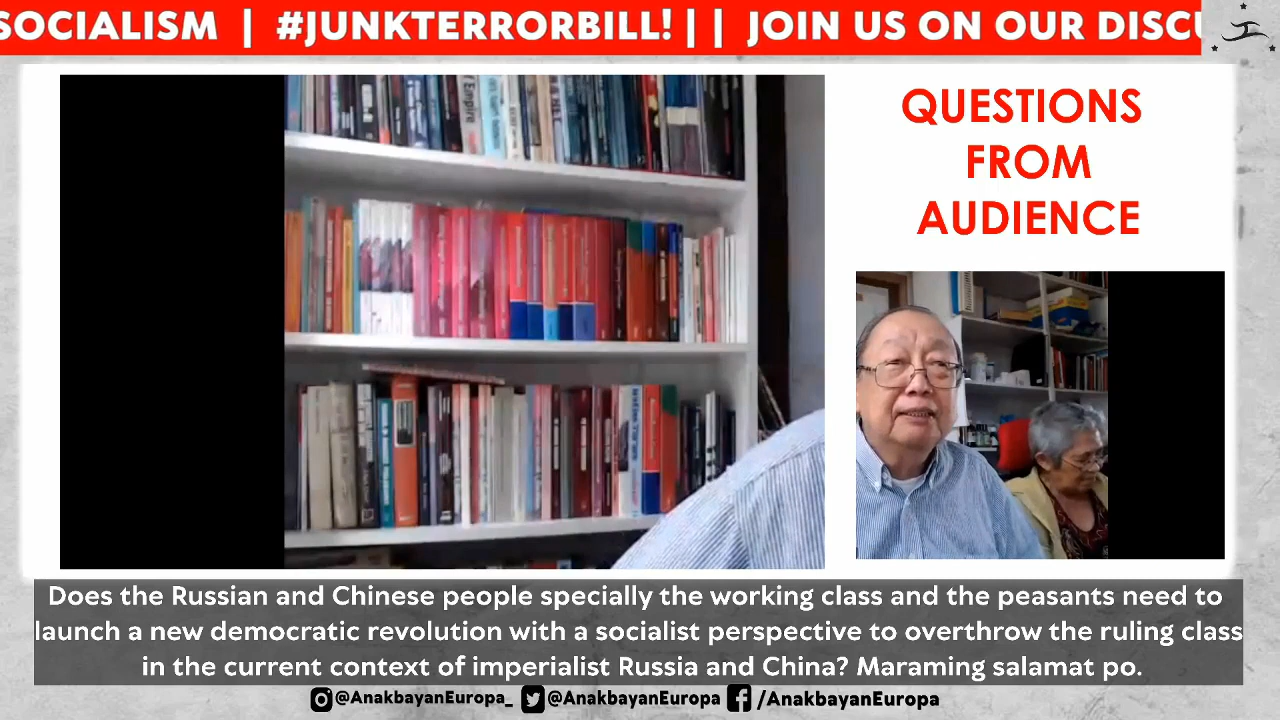 SOCIALISM | #JUNKTERRORBILL! | | JOIN US ON OUR DISCU
QUESTIONS
FROM
AUDIENCE
Empire
Does the Russian and Chinese people specially the working class and the peasants need to
launch a new democratic revolution with a socialist perspective to overthrow the ruling class
in the current context of imperialist Russia and China? Maraming salamat po.
@AnakbayanEuropa_ @AnakbayanEuropa /AnakbayanEuropa